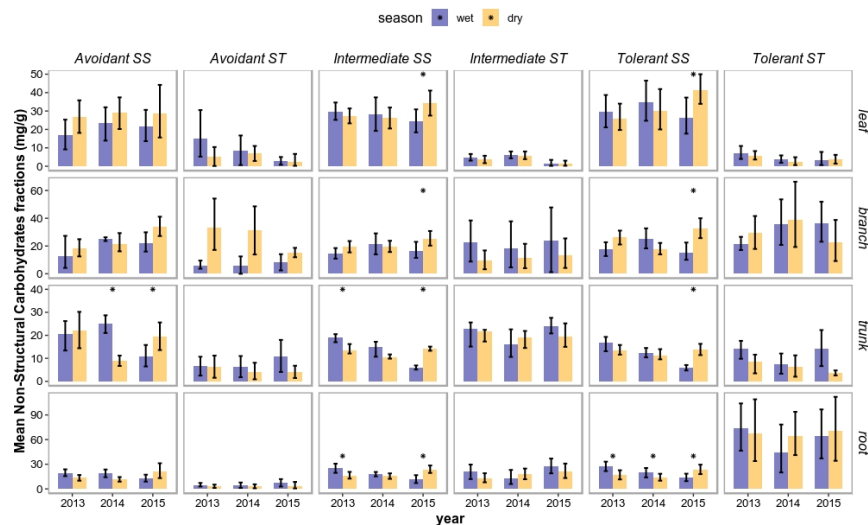 season * wet * dry
Avoidant SS Avoidant ST Intermediate SS Intermediate ST Tolerant SS Tolerant ST
Mean Non-Structural Carbohydrates fractions (mg/g)
50
40
30
20
10
0
* *
leaf
60
40
20
0
* *
branch
40
30
20
10
0
* * * * *
trunk
90
60
30
0
* * * * *
root
2013 2014 2015 2013 2014 2015 2013 2014 2015 2013 2014 2015 2013 2014 2015 2013 2014 2015
year